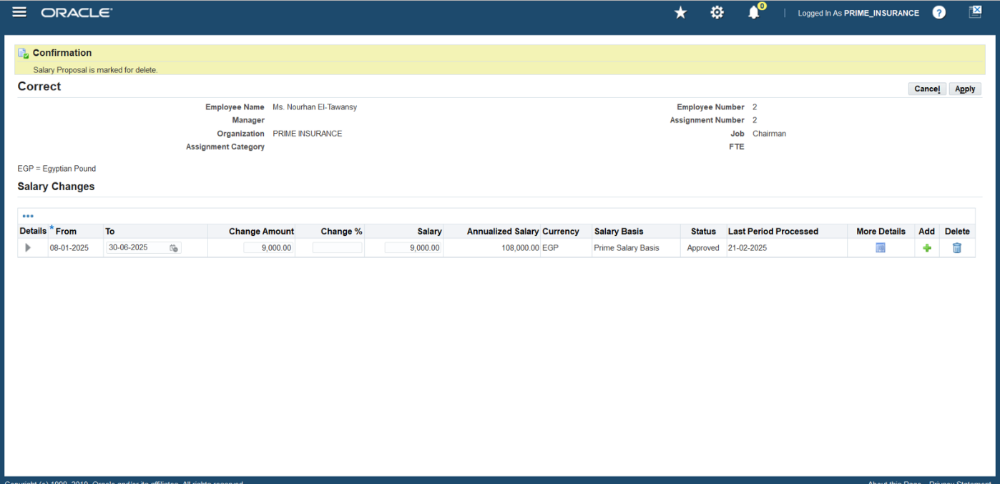 ORACLE
0
Logged In As PRIME_INSURANCE
?
Confirmation
Salary Proposal is marked for delete.
Correct
Cancel Apply
Employee Name Ms. Nourhan El-Tawansy Employee Number 2
Manager Assignment Number 2
Organization PRIME INSURANCE Job Chairman
Assignment Category FTE
EGP = Egyptian Pound
Salary Changes
Details * From To Change Amount Change % Salary Annualized Salary Currency Salary Basis Status Last Period Processed More Details Add Delete
08-01-2025 30-06-2025 9,000.00 9,000.00 108,000.00 EGP Prime Salary Basis Approved 21-02-2025
Copyright (c) 1998, 2019, Oracle and/or its affiliates. All rights reserved. About this Page Privacy Statement